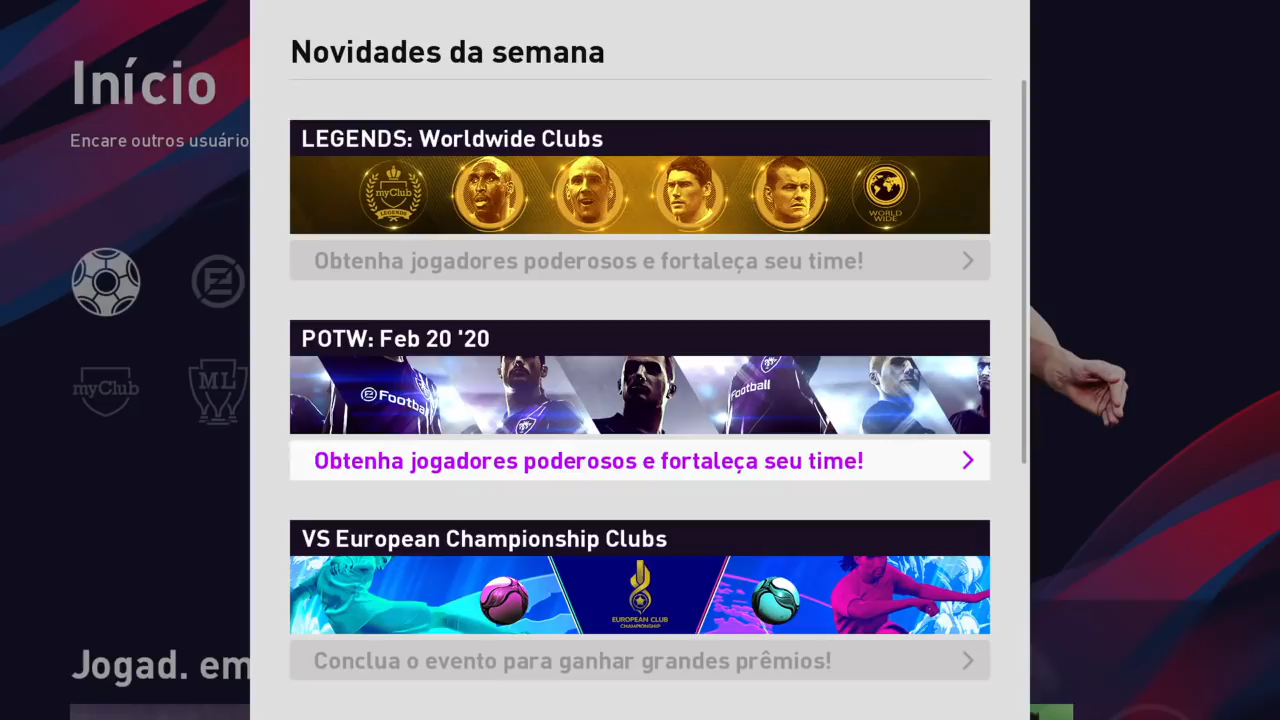 Novidades da semana
Início
Encare outros usuário
LEGENDS: Worldwide Clubs
myClub
LEGENDS
WORLD
WIDE
Obtenha jogadores poderosos e fortaleça seu time!
POTW: Feb 20 '20
Footba
Football
Obtenha jogadores poderosos e fortaleça seu time!
myClub
ML
VS European Championship Clubs
EUROPEAN CLUB
CHAMPIONSHIP
Conclua o evento para ganhar grandes prêmios!
Jogad. em